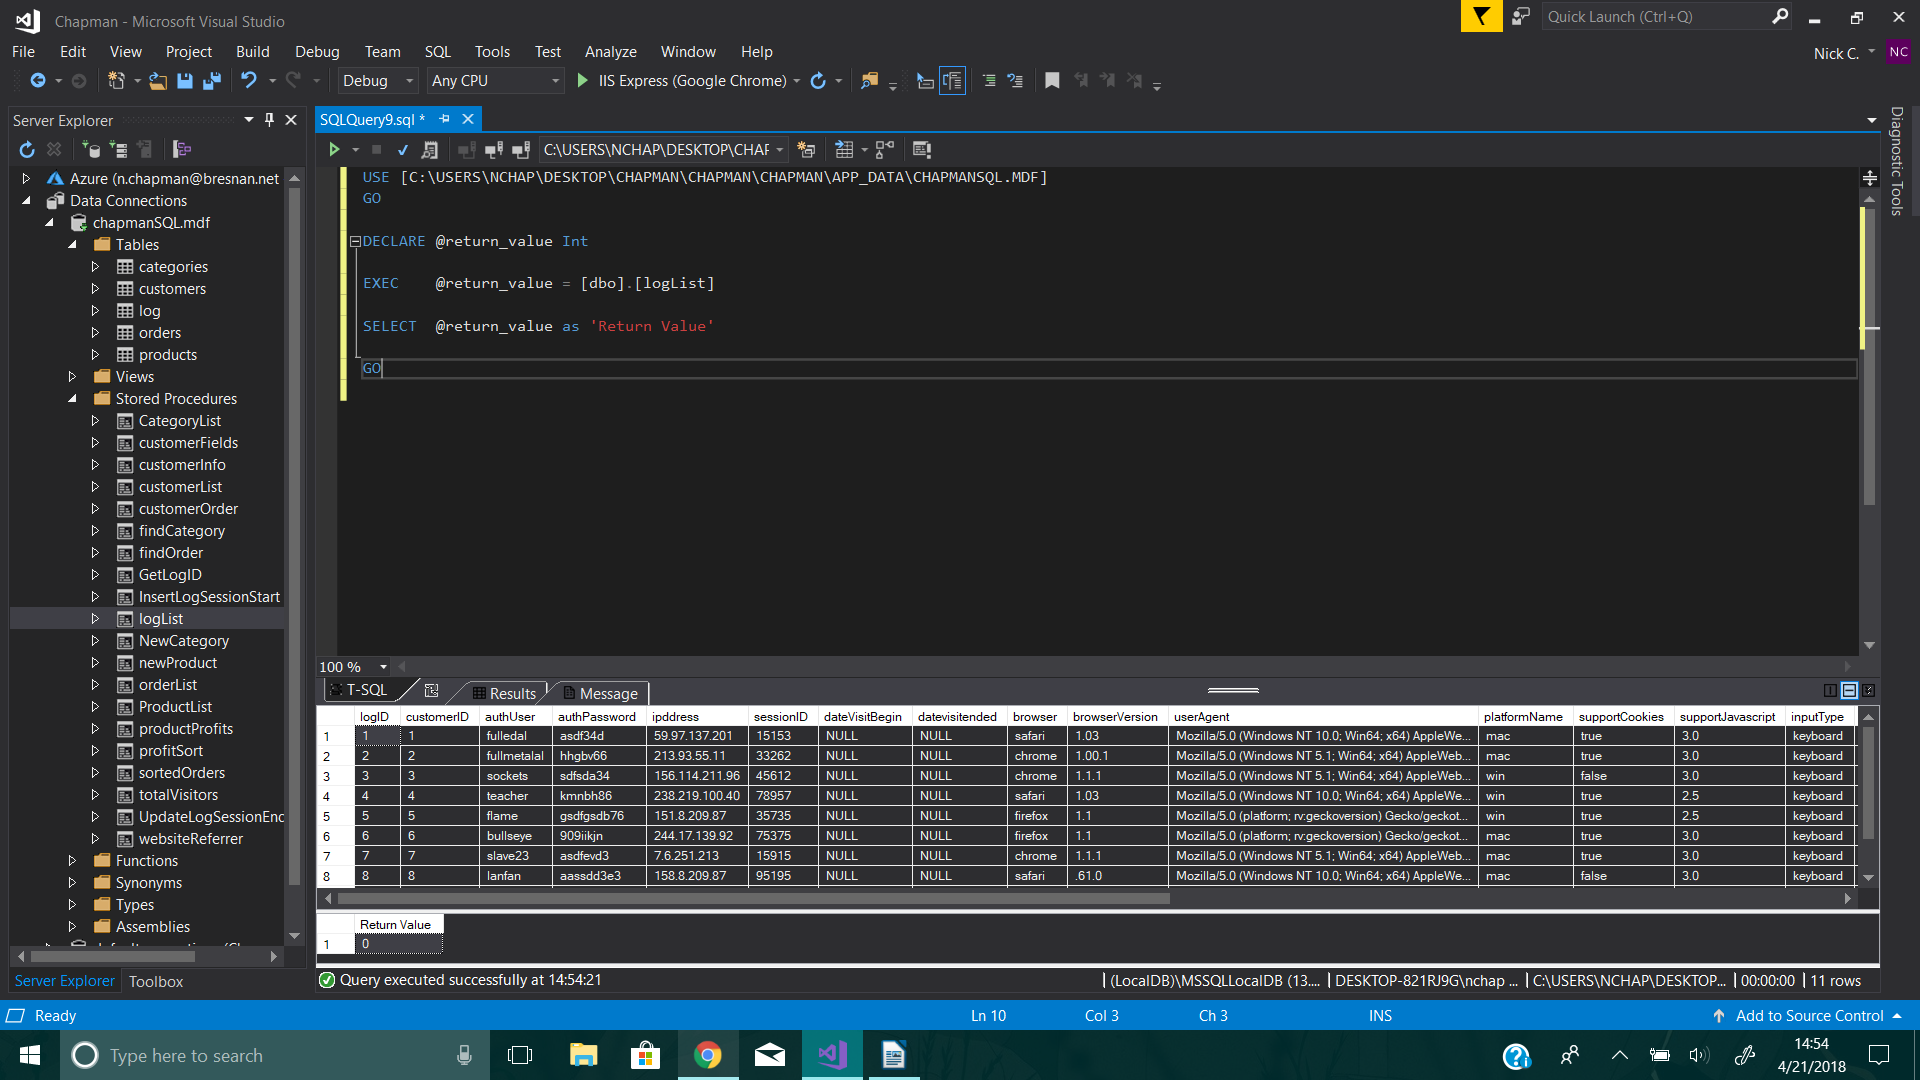 Chapman - Microsoft Visual Studio
Quick Launch (Ctrl+Q)
File Edit View Project Build Debug Team SQL Tools Test Analyze Window Help
Nick C. NC
Debug Any CPU IIS Express (Google Chrome)
Server Explorer
SQLQuery9.sql *
C:\USERS\NCHAP\DESKTOP\CHAP
Diagnostic Tools
Azure (n.chapman@bresnan.net
Data Connections
chapmanSQL.mdf
Tables
categories
customers
log
orders
products
Views
Stored Procedures
CategoryList
customerFields
customerInfo
customerList
customerOrder
findCategory
findOrder
GetLogID
InsertLogSessionStart
logList
NewCategory
newProduct
orderList
ProductList
productProfits
profitSort
sortedOrders
totalVisitors
UpdateLogSessionEnd
websiteReferrer
Functions
Synonyms
Types
Assemblies
Server Explorer Toolbox
USE [C:\USERS\NCHAP\DESKTOP\CHAPMAN\CHAPMAN\CHAPMAN\APP_DATA\CHAPMANSQL.MDF]
GO
DECLARE @return_value Int
EXEC @return_value = [dbo].[logList]
SELECT @return_value as 'Return Value'
GO
100 %
T-SQL Results Message
logID customerID authUser authPassword ipddress sessionID dateVisitBegin datevisitended browser browserVersion userAgent platformName supportCookies supportJavascript inputType
1 1 1 fulledal asdf34d 59.97.137.201 15153 NULL NULL safari 1.03 Mozilla/5.0 (Windows NT 10.0; Win64; x64) AppleWe... mac true 3.0 keyboard
2 2 2 fullmetalal hhgbv66 213.93.55.11 33262 NULL NULL chrome 1.00.1 Mozilla/5.0 (Windows NT 5.1; Win64; x64) AppleWeb... mac true 3.0 keyboard
3 3 3 sockets sdfsda34 156.114.211.96 45612 NULL NULL chrome 1.1.1 Mozilla/5.0 (Windows NT 5.1; Win64; x64) AppleWeb... win false 3.0 keyboard
4 4 4 teacher kmnbh86 238.219.100.40 78957 NULL NULL safari 1.03 Mozilla/5.0 (Windows NT 10.0; Win64; x64) AppleWe... win true 2.5 keyboard
5 5 5 flame gsdfgsdb76 151.8.209.87 35735 NULL NULL firefox 1.1 Mozilla/5.0 (platform; rv:geckoversion) Gecko/geckot... win true 2.5 keyboard
6 6 6 bullseye 909iikjn 244.17.139.92 75375 NULL NULL firefox 1.1 Mozilla/5.0 (platform; rv:geckoversion) Gecko/geckot... mac true 3.0 keyboard
7 7 7 slave23 asdfevd3 7.6.251.213 15915 NULL NULL chrome 1.1.1 Mozilla/5.0 (Windows NT 5.1; Win64; x64) AppleWeb... mac true 3.0 keyboard
8 8 8 lanfan aassdd3e3 158.8.209.87 95195 NULL NULL safari .61.0 Mozilla/5.0 (Windows NT 10.0; Win64; x64) AppleWe... mac false 3.0 keyboard
Return Value
1 0
Query executed successfully at 14:54:21
(LocalDB)\MSSQLLocalDB (13.... DESKTOP-821RJ9G\nchap ... C:\USERS\NCHAP\DESKTOP... 00:00:00 11 rows
Ready Ln 10 Col 3 Ch 3 INS Add to Source Control
Type here to search
14:54
4/21/2018